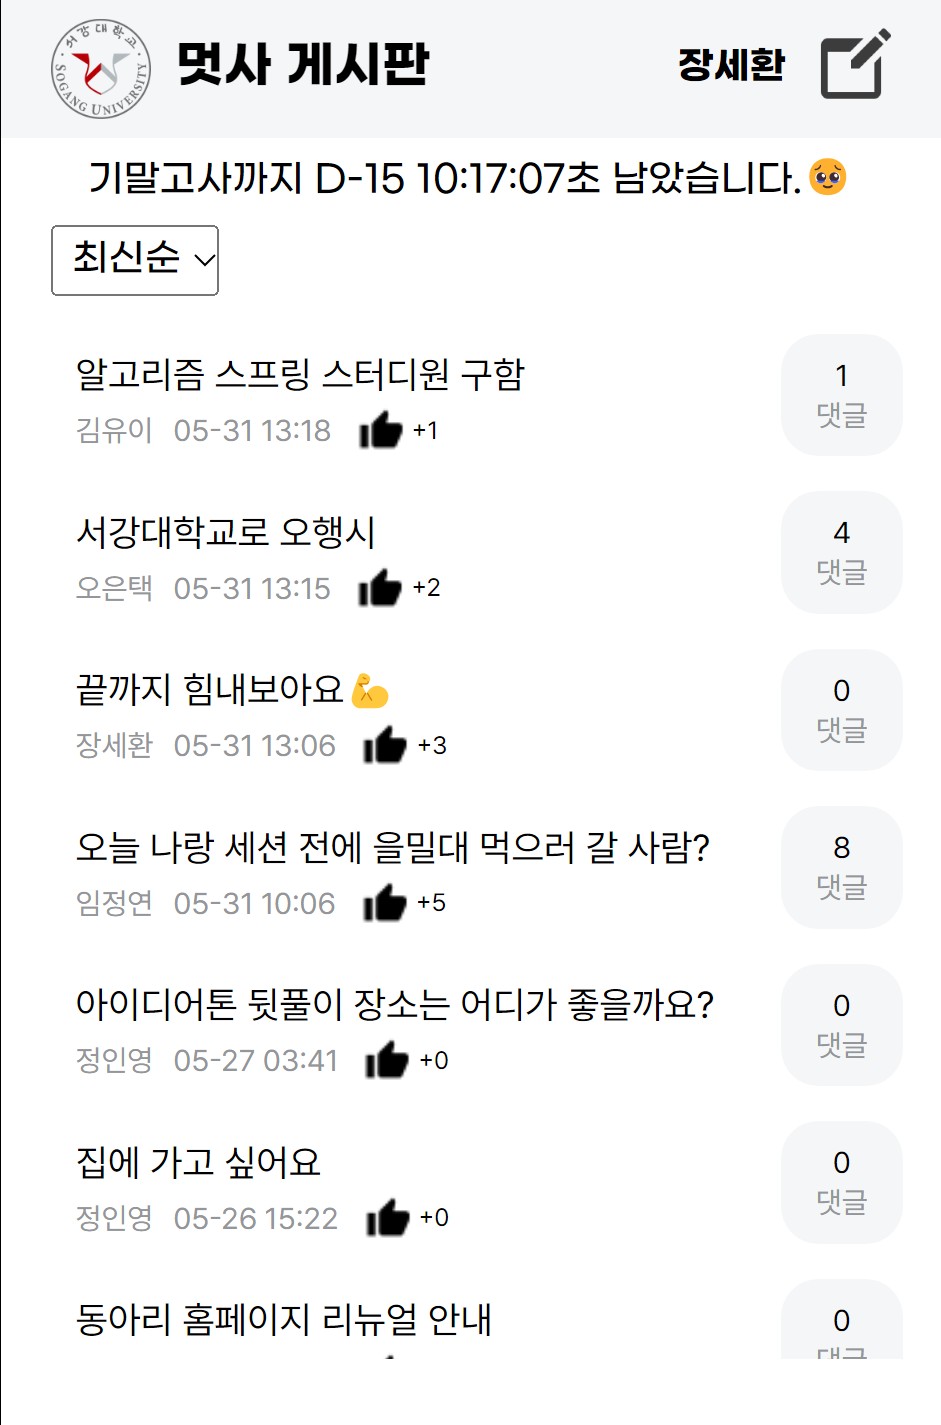 서강대학교
SOGANG UNIVERSITY
멋사 게시판
장세환
기말고사까지 D-15 10:17:07초 남았습니다.🥹
최신순
알고리즘 스프링 스터디원 구함
김유이 05-31 13:18 +1
1
댓글
서강대학교로 오행시
오은택 05-31 13:15 +2
4
댓글
끝까지 힘내보아요💪
장세환 05-31 13:06 +3
0
댓글
오늘 나랑 세션 전에 을밀대 먹으러 갈 사람?
임정연 05-31 10:06 +5
8
댓글
아이디어톤 뒷풀이 장소는 어디가 좋을까요?
정인영 05-27 03:41 +0
0
댓글
집에 가고 싶어요
정인영 05-26 15:22 +0
0
댓글
동아리 홈페이지 리뉴얼 안내
0
댓글